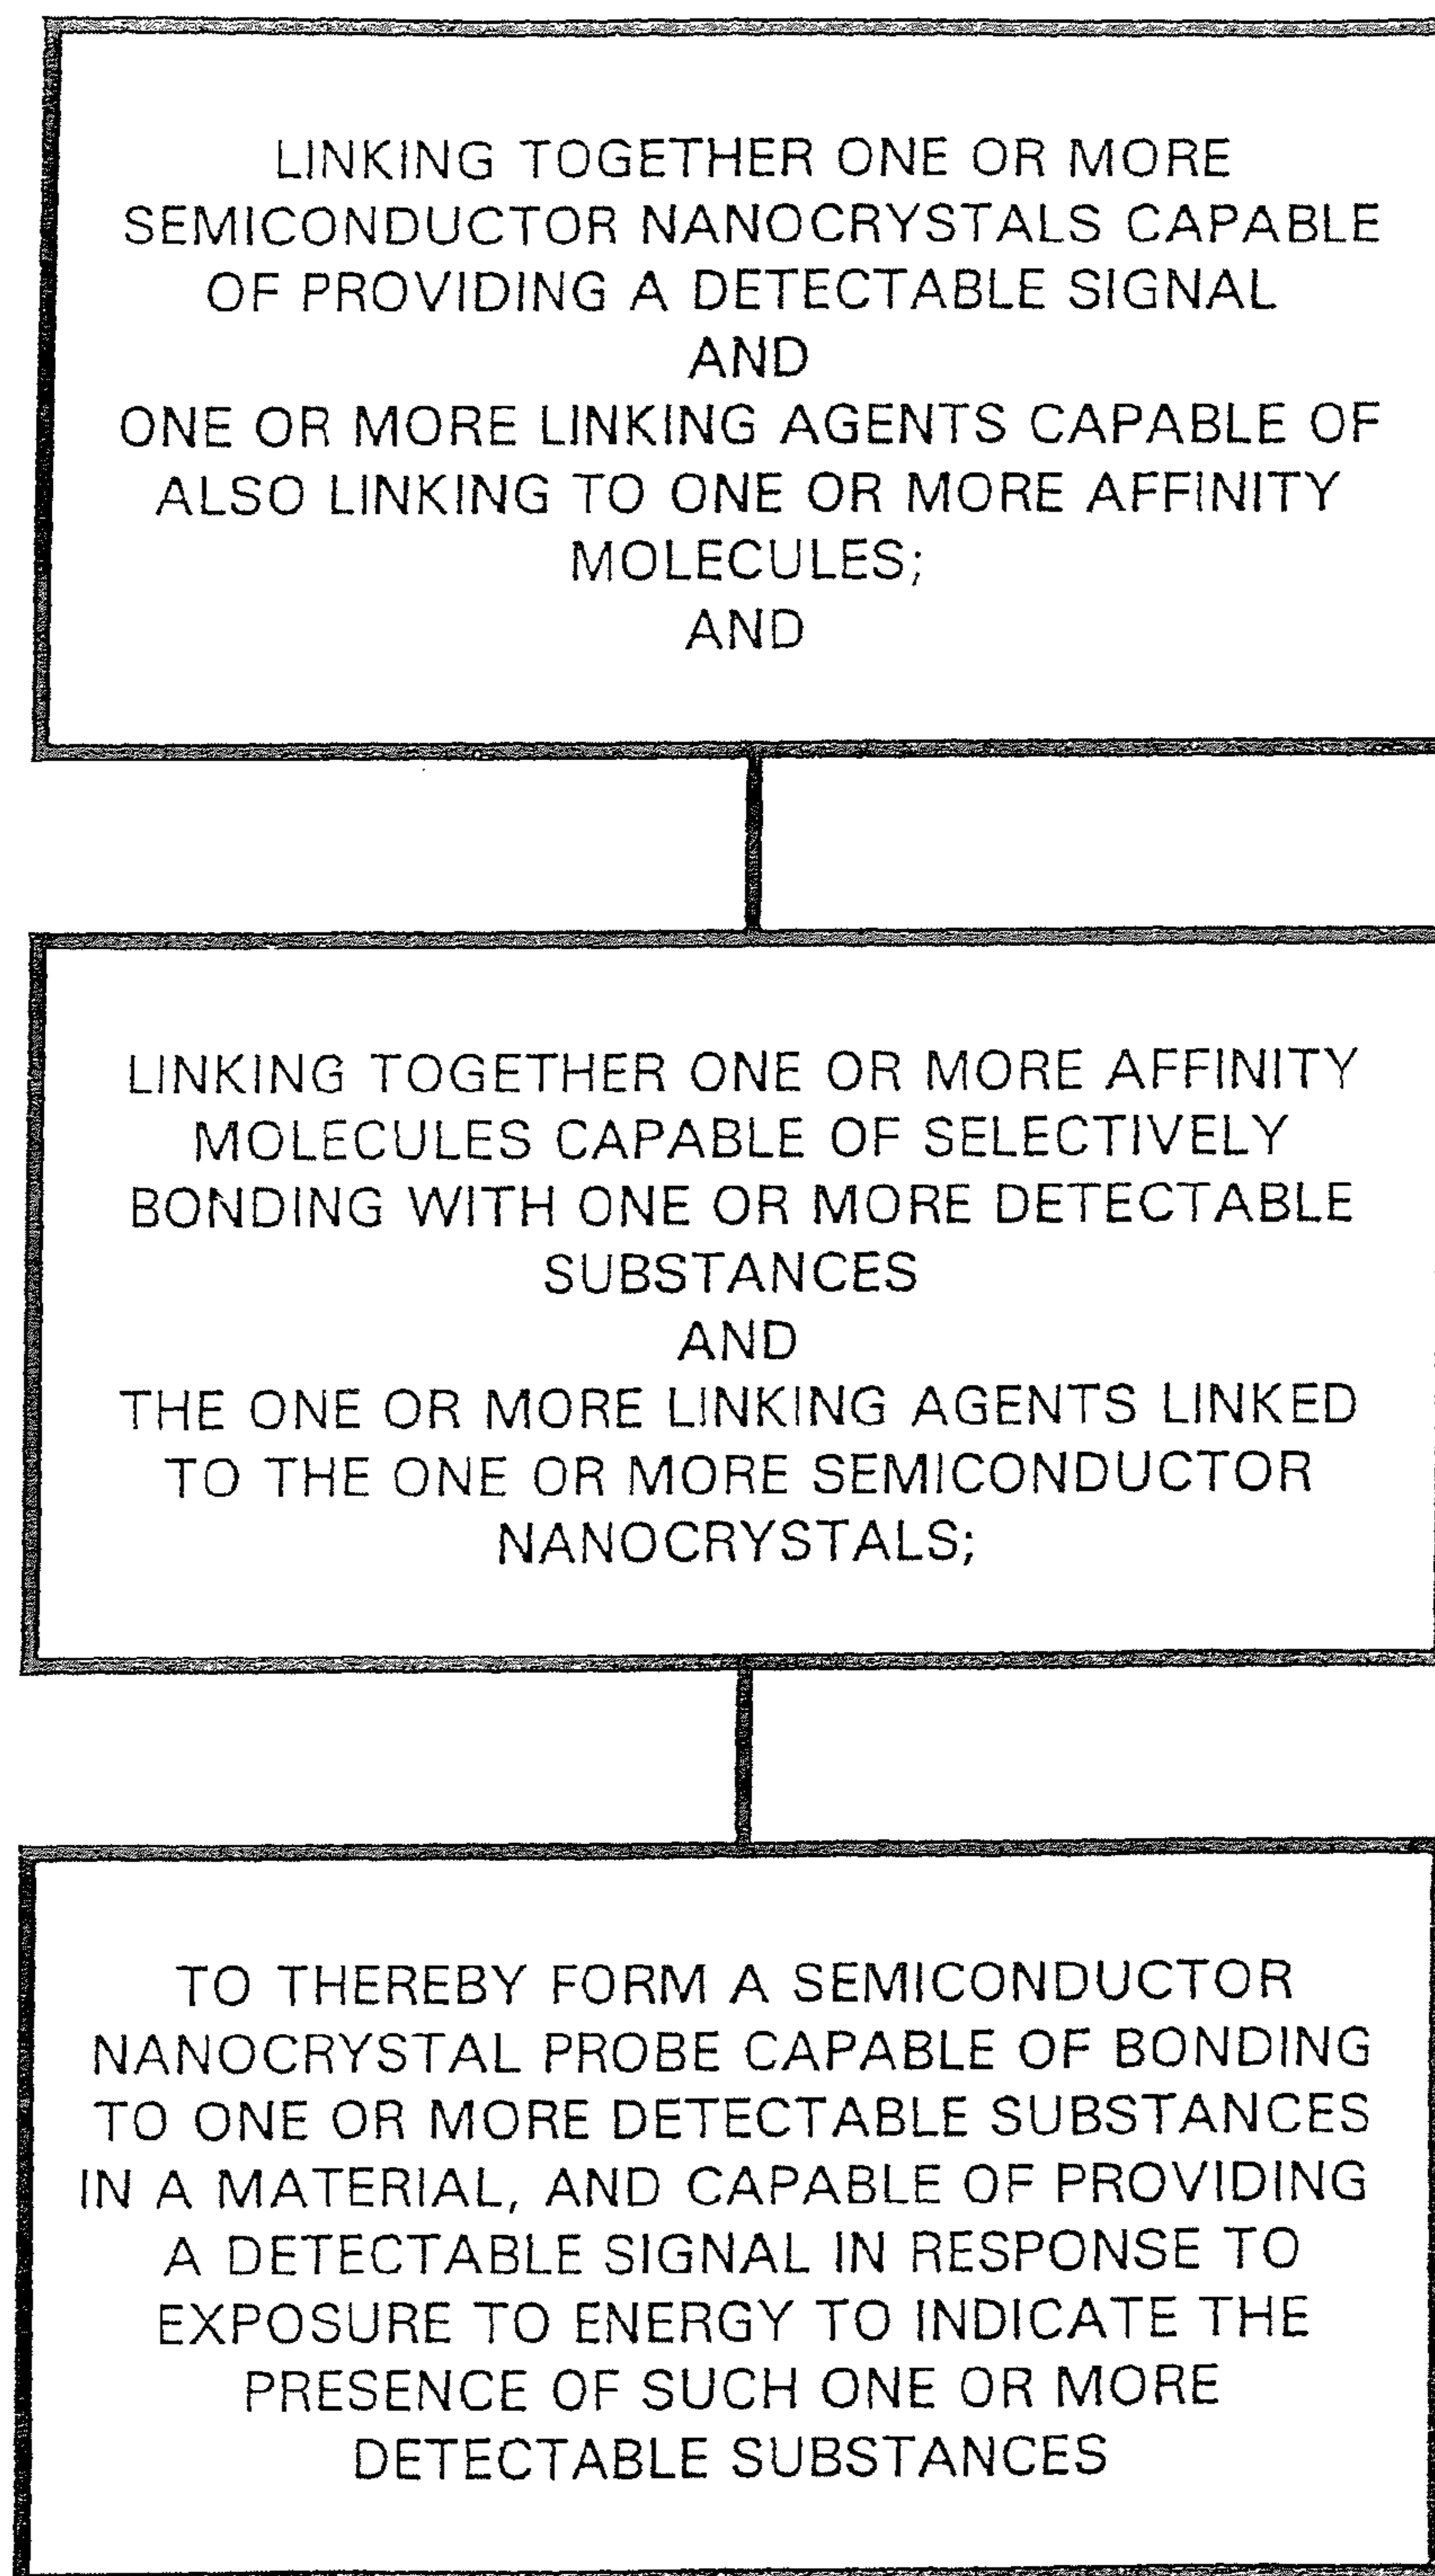 LINKING TOGETHER ONE OR MORE
SEMICONDUCTOR NANOCRYSTALS CAPABLE
OF PROVIDING A DETECTABLE SIGNAL
AND
ONE OR MORE LINKING AGENTS CAPABLE OF
ALSO LINKING TO ONE OR MORE AFFINITY
MOLECULES;
AND
LINKING TOGETHER ONE OR MORE AFFINITY
MOLECULES CAPABLE OF SELECTIVELY
BONDING WITH ONE OR MORE DETECTABLE
SUBSTANCES
AND
THE ONE OR MORE LINKING AGENTS LINKED
TO THE ONE OR MORE SEMICONDUCTOR
NANOCRYSTALS;
TO THEREBY FORM A SEMICONDUCTOR
NANOCRYSTAL PROBE CAPABLE OF BONDING
TO ONE OR MORE DETECTABLE SUBSTANCES
IN A MATERIAL, AND CAPABLE OF PROVIDING
A DETECTABLE SIGNAL IN RESPONSE TO
EXPOSURE TO ENERGY TO INDICATE THE
PRESENCE OF SUCH ONE OR MORE
DETECTABLE SUBSTANCES